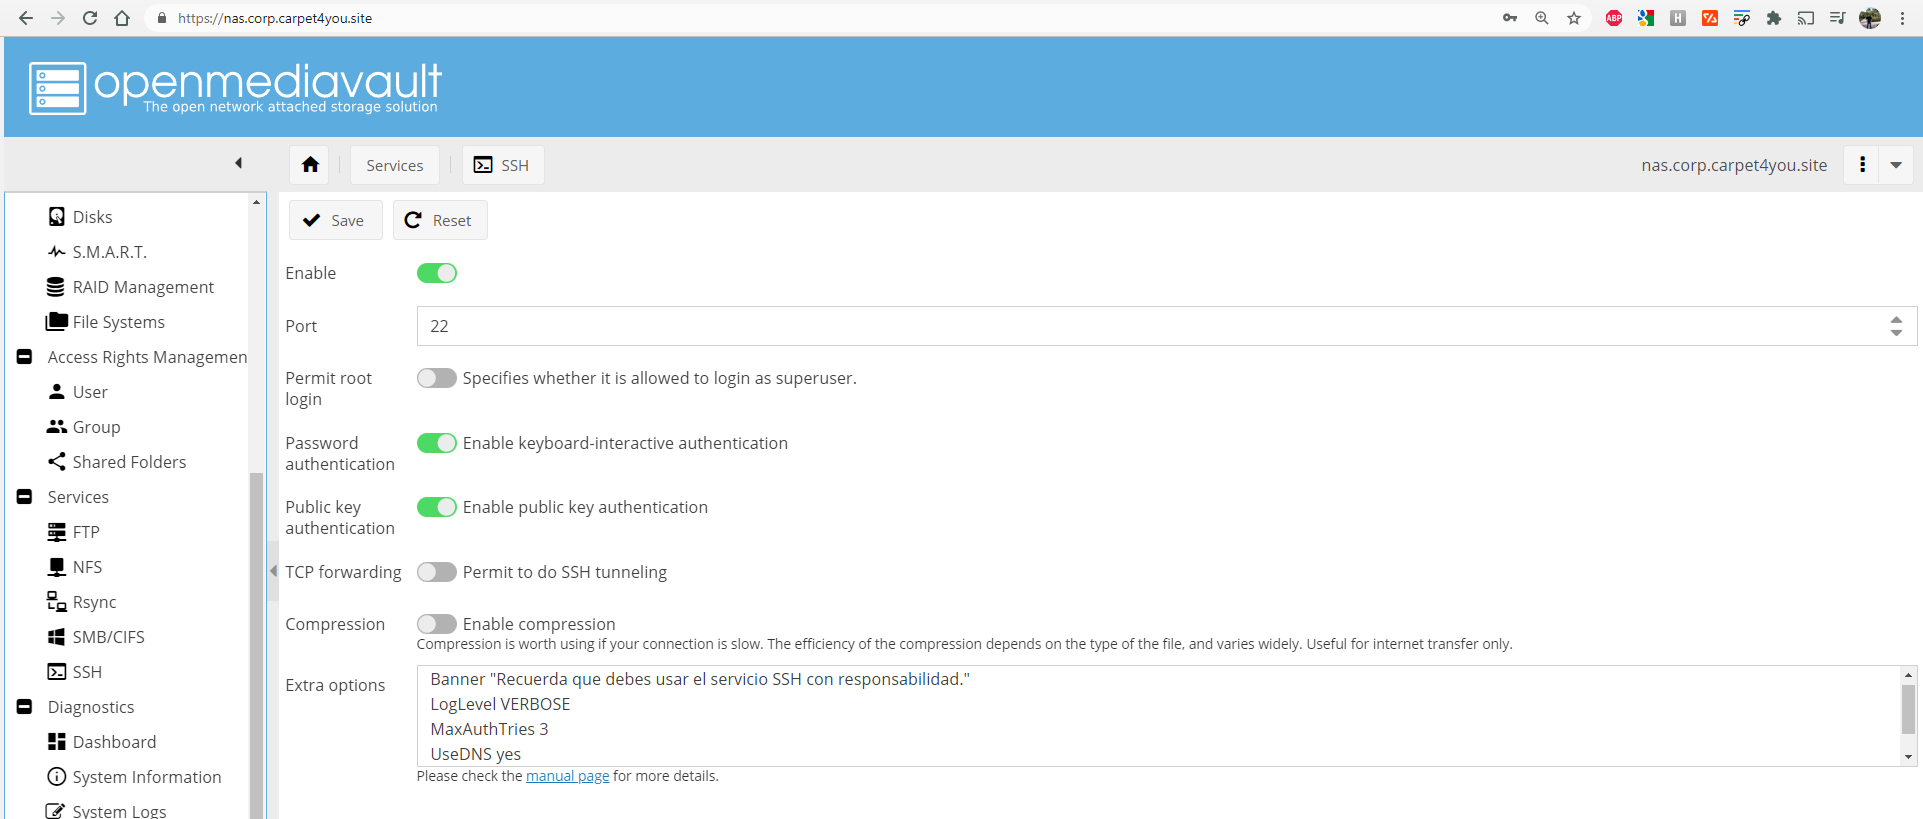 https://nas.corp.carpet4you.site
ABP
H
openmediavault
The open network attached storage solution
Services
SSH
nas.corp.carpet4you.site
Save
Reset
Disks
S.M.A.R.T.
RAID Management
File Systems
Access Rights Managemen
User
Group
Shared Folders
Services
FTP
NFS
Rsync
SMB/CIFS
SSH
Diagnostics
Dashboard
System Information
System Logs
Enable
Port
22
Permit root
login
Specifies whether it is allowed to login as superuser.
Password
authentication
Enable keyboard-interactive authentication
Public key
authentication
Enable public key authentication
TCP forwarding
Permit to do SSH tunneling
Compression
Enable compression
Compression is worth using if your connection is slow. The efficiency of the compression depends on the type of the file, and varies widely. Useful for internet transfer only.
Extra options
Banner "Recuerda que debes usar el servicio SSH con responsabilidad."
LogLevel VERBOSE
MaxAuthTries 3
UseDNS yes
Please check the manual page for more details.